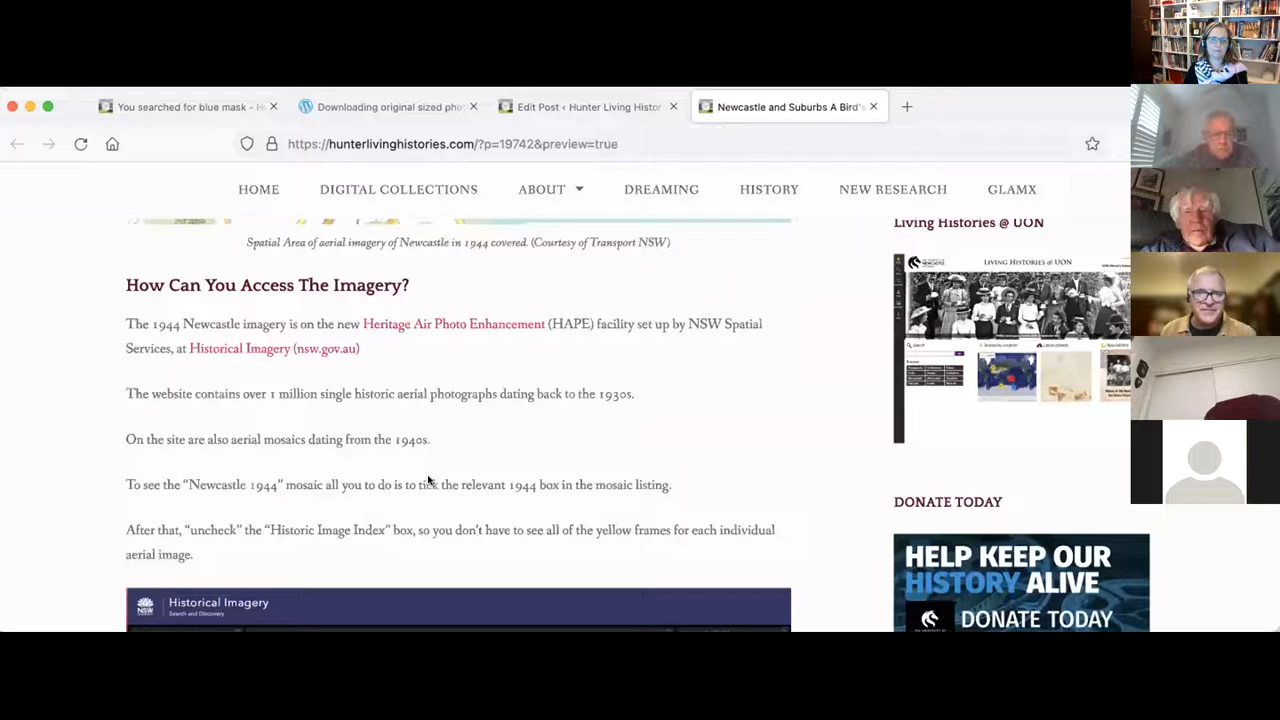 You searched for blue mask – H
Downloading original sized pho
Edit Post ‹ Hunter Living Histor
Newcastle and Suburbs A Bird's
https://hunterlivinghistories.com/?p=19742&preview=true
HOME DIGITAL COLLECTIONS ABOUT DREAMING HISTORY NEW RESEARCH GLAMX
Spatial Area of aerial imagery of Newcastle in 1944 covered. (Courtesy of Transport NSW)
How Can You Access The Imagery?
The 1944 Newcastle imagery is on the new Heritage Air Photo Enhancement (HAPE) facility set up by NSW Spatial
Services, at Historical Imagery (nsw.gov.au)
The website contains over 1 million single historic aerial photographs dating back to the 1930s.
On the site are also aerial mosaics dating from the 1940s.
To see the “Newcastle 1944” mosaic all you to do is to tick the relevant 1944 box in the mosaic listing.
After that, “uncheck” the “Historic Image Index” box, so you don’t have to see all of the yellow frames for each individual
aerial image.
NSW
Historical Imagery
Search and Discovery
Living Histories @ UON
LIVING HISTORIES @ UON
DONATE TODAY
HELP KEEP OUR
HISTORY ALIVE
DONATE TODAY